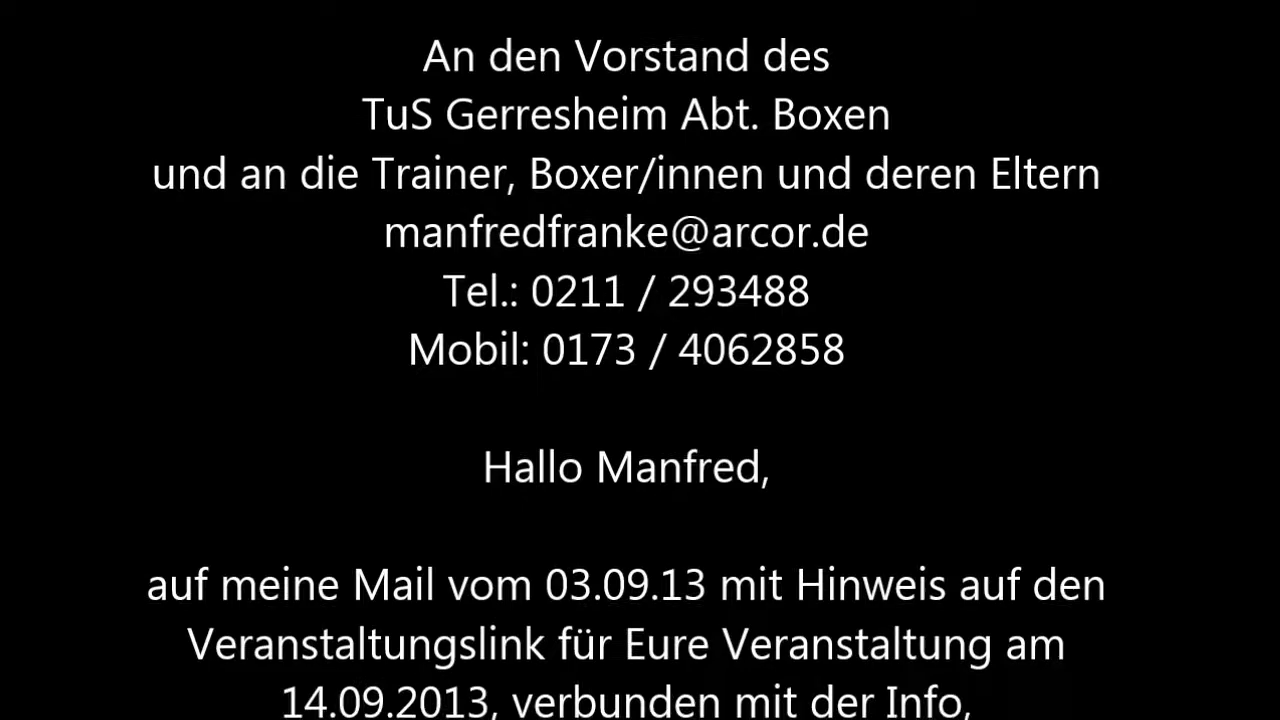 An den Vorstand des
TuS Gerresheim Abt. Boxen
und an die Trainer, Boxer/innen und deren Eltern
manfredfranke@arcor.de
Tel.: 0211 / 293488
Mobil: 0173 / 4062858
Hallo Manfred,
auf meine Mail vom 03.09.13 mit Hinweis auf den
Veranstaltungslink für Eure Veranstaltung am
14.09.2013, verbunden mit der Info,